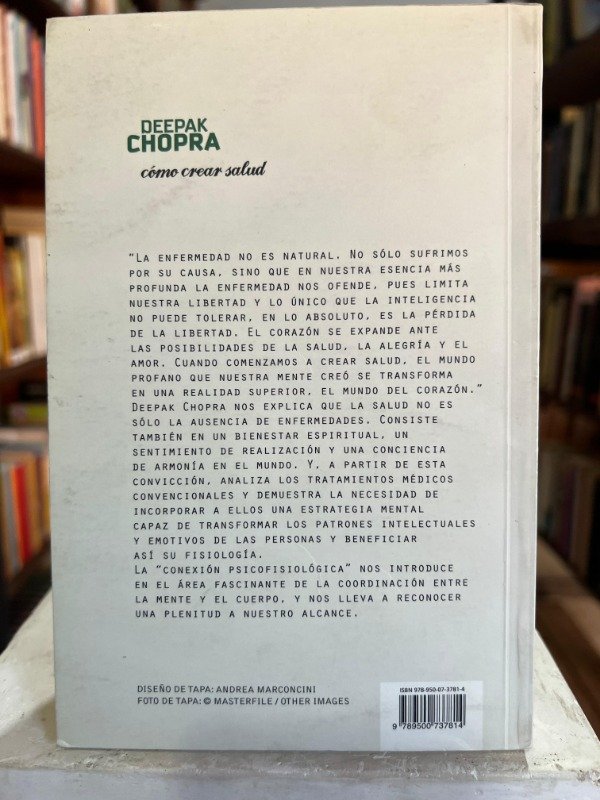 DEEPAK
CHOPRA
cómo crear salud
"LA ENFERMEDAD NO ES NATURAL. NO SÓLO SUFRIMOS
POR SU CAUSA, SINO QUE EN NUESTRA ESENCIA MÁS
PROFUNDA LA ENFERMEDAD NOS OFENDE, PUES LIMITA
NUESTRA LIBERTAD Y LO ÚNICO QUE LA INTELIGENCIA
NO PUEDE TOLERAR, EN LO ABSOLUTO, ES LA PÉRDIDA
DE LA LIBERTAD. EL CORAZÓN SE EXPANDE ANTE
LAS POSIBILIDADES DE LA SALUD, LA ALEGRÍA Y EL
AMOR. CUANDO COMENZAMOS A CREAR SALUD, EL MUNDO
PROFANO QUE NUESTRA MENTE CREÓ SE TRANSFORMA
EN UNA REALIDAD SUPERIOR, EL MUNDO DEL CORAZÓN."
DEEPAK CHOPRA NOS EXPLICA QUE LA SALUD NO ES
SÓLO LA AUSENCIA DE ENFERMEDADES. CONSISTE
TAMBIÉN EN UN BIENESTAR ESPIRITUAL, UN
SENTIMIENTO DE REALIZACIÓN Y UNA CONCIENCIA
DE ARMONÍA EN EL MUNDO. Y, A PARTIR DE ESTA
CONVICCIÓN, ANALIZA LOS TRATAMIENTOS MÉDICOS
CONVENCIONALES Y DEMUESTRA LA NECESIDAD DE
INCORPORAR A ELLOS UNA ESTRATEGIA MENTAL
CAPAZ DE TRANSFORMAR LOS PATRONES INTELECTUALES
Y EMOTIVOS DE LAS PERSONAS Y BENEFICIAR
ASÍ SU FISIOLOGÍA.
LA "CONEXIÓN PSICOFISIOLÓGICA" NOS INTRODUCE
EN EL ÁREA FASCINANTE DE LA COORDINACIÓN ENTRE
LA MENTE Y EL CUERPO, Y NOS LLEVA A RECONOCER
UNA PLENITUD A NUESTRO ALCANCE.
DISEÑO DE TAPA: ANDREA MARCONCINI
FOTO DE TAPA: © MASTERFILE / OTHER IMAGES
ISBN 978-950-07-3781-4
9 789500 737814